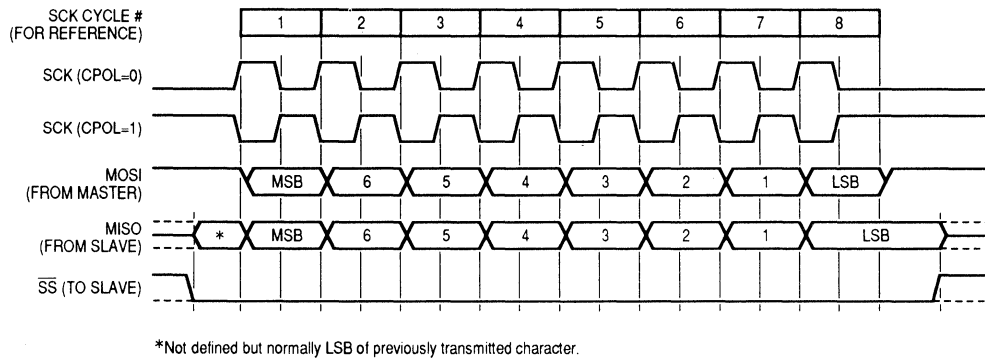 SCK CYCLE #
(FOR REFERENCE)
1 2 3 4 5 6 7 8
SCK (CPOL=0)
SCK (CPOL=1)
MOSI
(FROM MASTER)
MSB 6 5 4 3 2 1 LSB
MISO
(FROM SLAVE)
* MSB 6 5 4 3 2 1 LSB
S̅S̅ (TO SLAVE)
*Not defined but normally LSB of previously transmitted character.